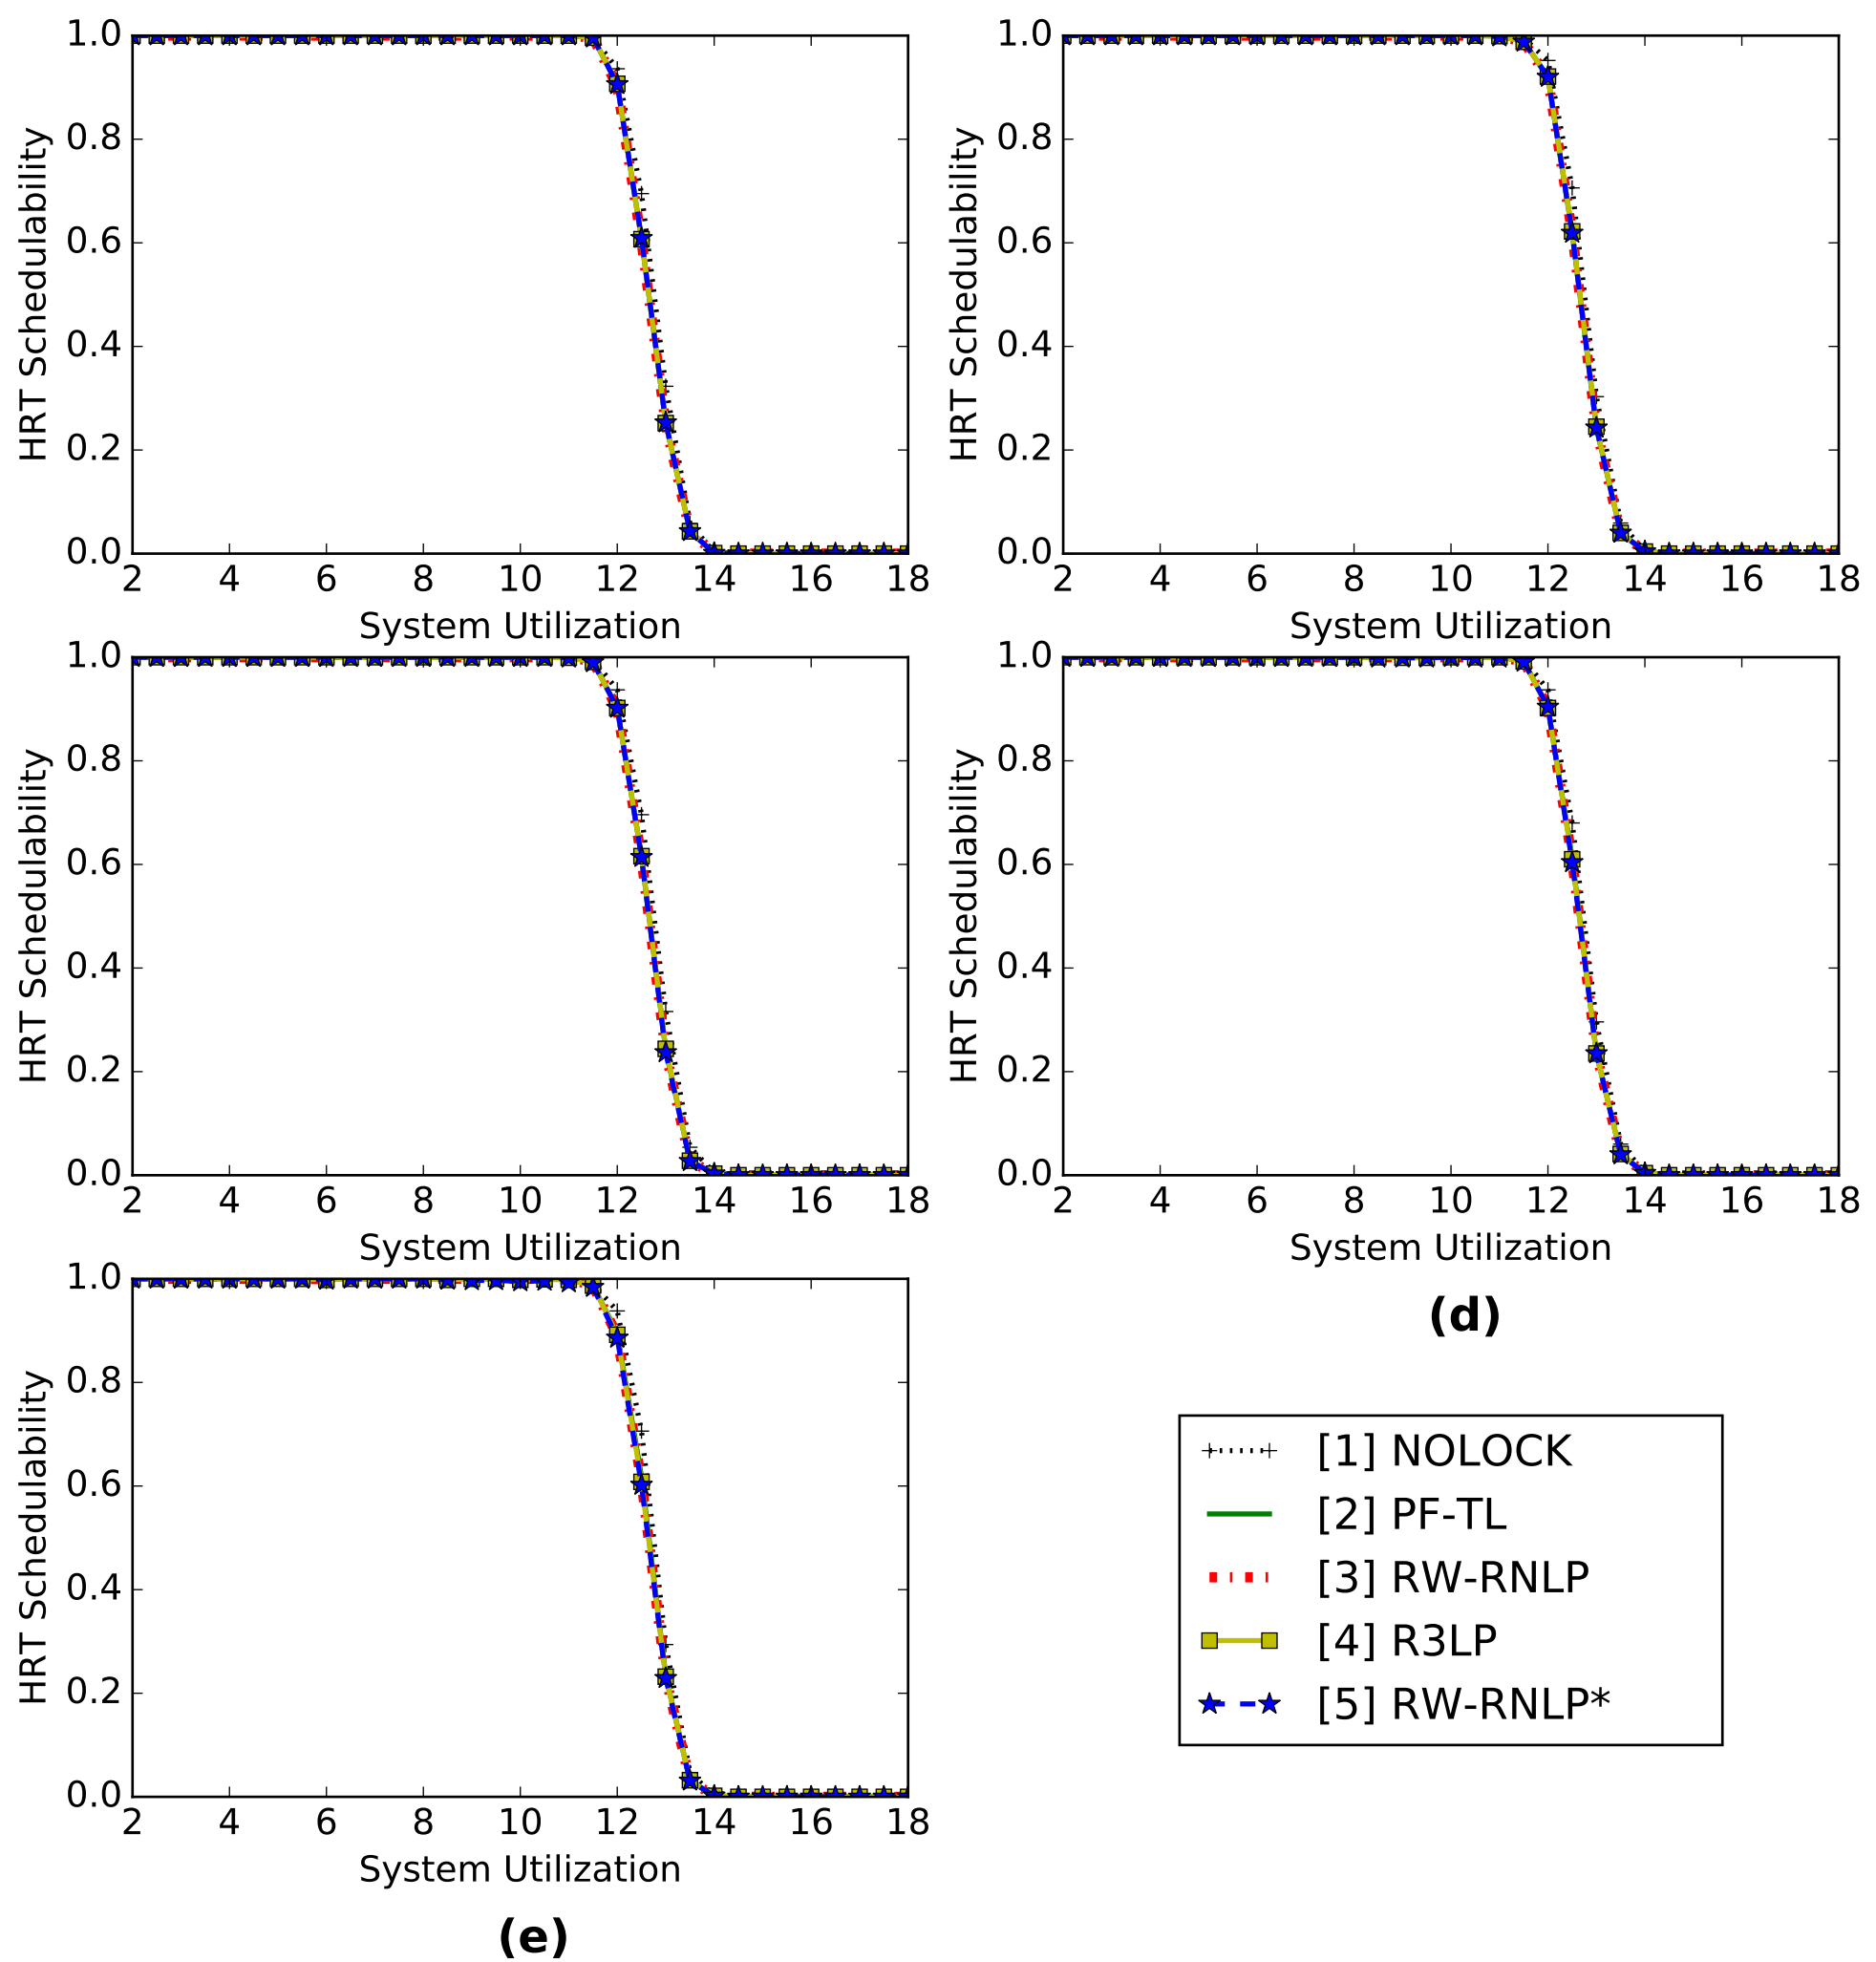 1.0
0.8
0.6
0.4
0.2
0.0
HRT Schedulability
2 4 6 8 10 12 14 16 18
System Utilization
1.0
0.8
0.6
0.4
0.2
0.0
HRT Schedulability
2 4 6 8 10 12 14 16 18
System Utilization
1.0
0.8
0.6
0.4
0.2
0.0
HRT Schedulability
2 4 6 8 10 12 14 16 18
System Utilization
1.0
0.8
0.6
0.4
0.2
0.0
HRT Schedulability
2 4 6 8 10 12 14 16 18
System Utilization
(d)
1.0
0.8
0.6
0.4
0.2
0.0
HRT Schedulability
2 4 6 8 10 12 14 16 18
System Utilization
(e)
[1] NOLOCK
[2] PF-TL
[3] RW-RNLP
[4] R3LP
[5] RW-RNLP*